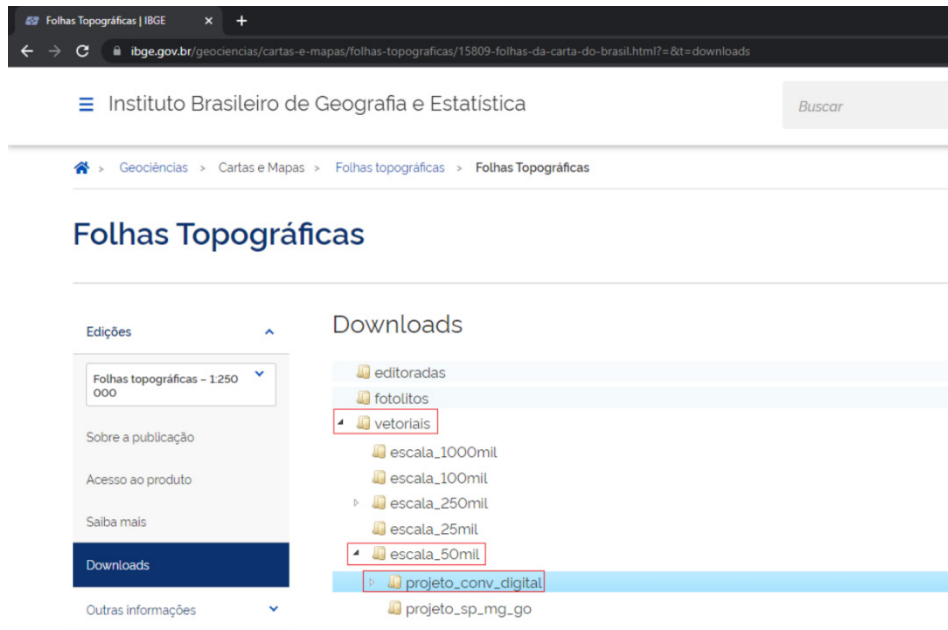 Folhas Topográficas | IBGE
ibge.gov.br/geociencias/cartas-e-mapas/folhas-topograficas/15809-folhas-da-carta-do-brasil.html?=&t=downloads
Instituto Brasileiro de Geografia e Estatística
Buscar
Geociências > Cartas e Mapas > Folhas topográficas > Folhas Topográficas
Folhas Topográficas
Edições
Folhas topográficas – 1:250
000
Sobre a publicação
Acesso ao produto
Saiba mais
Downloads
Outras informações
Downloads
editoradas
fotolitos
vetoriais
escala_1000mil
escala_100mil
escala_250mil
escala_25mil
escala_50mil
projeto_conv_digital
projeto_sp_mg_go